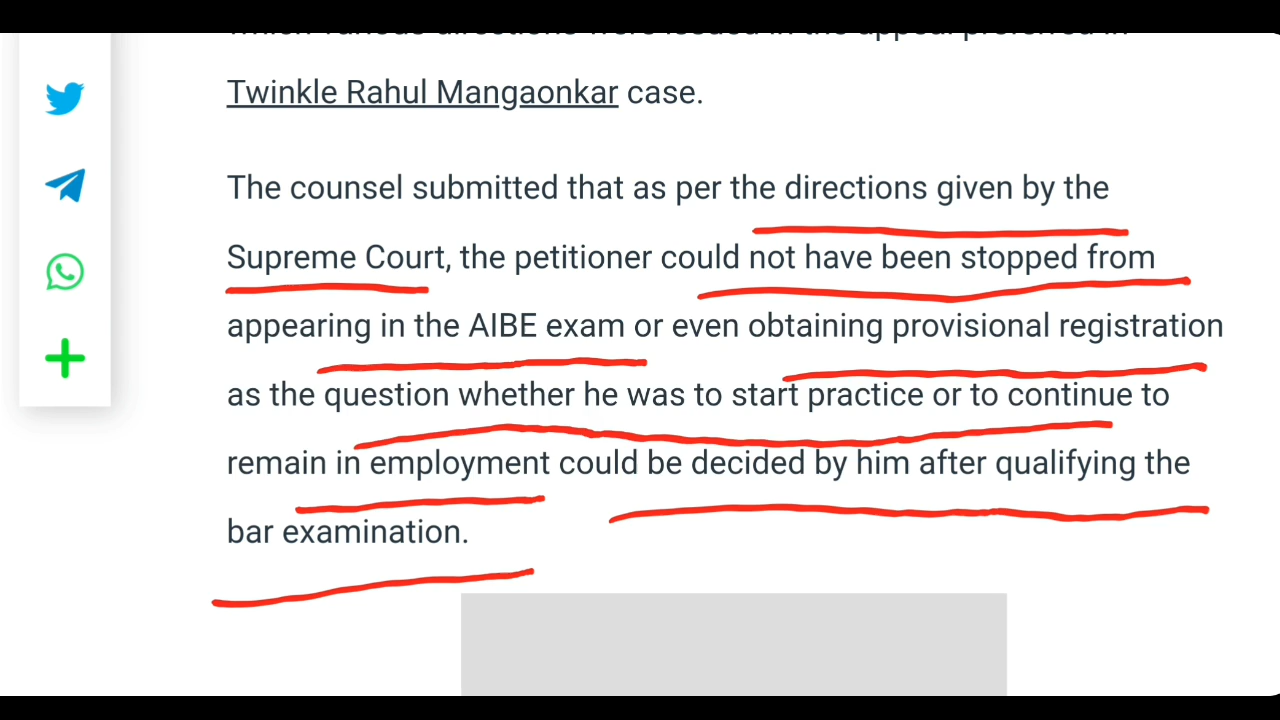 Twinkle Rahul Mangaonkar case.
The counsel submitted that as per the directions given by the
Supreme Court, the petitioner could not have been stopped from
appearing in the AIBE exam or even obtaining provisional registration
as the question whether he was to start practice or to continue to
remain in employment could be decided by him after qualifying the
bar examination.